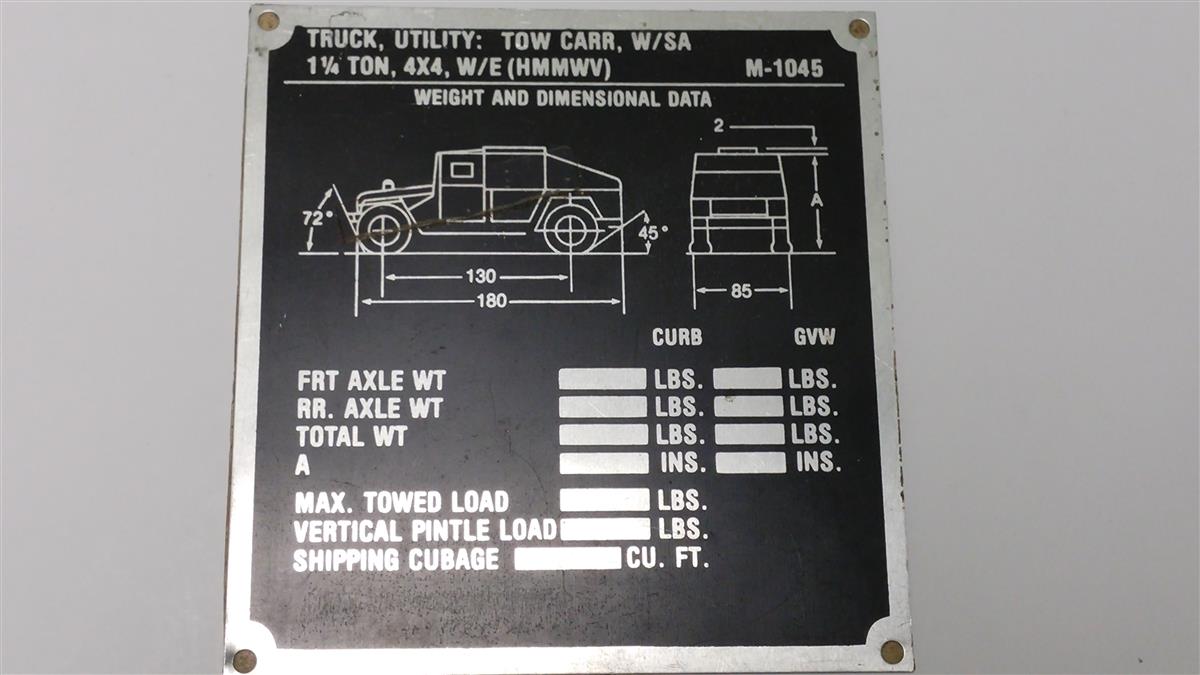 TRUCK, UTILITY: TOW CARR, W/SA
1¼ TON, 4X4, W/E (HMMWV) M-1045
WEIGHT AND DIMENSIONAL DATA
2
72°
45°
A
130
180
85
CURB GVW
FRT AXLE WT LBS. LBS.
RR. AXLE WT LBS. LBS.
TOTAL WT LBS. LBS.
A INS. INS.
MAX. TOWED LOAD LBS.
VERTICAL PINTLE LOAD LBS.
SHIPPING CUBAGE CU. FT.